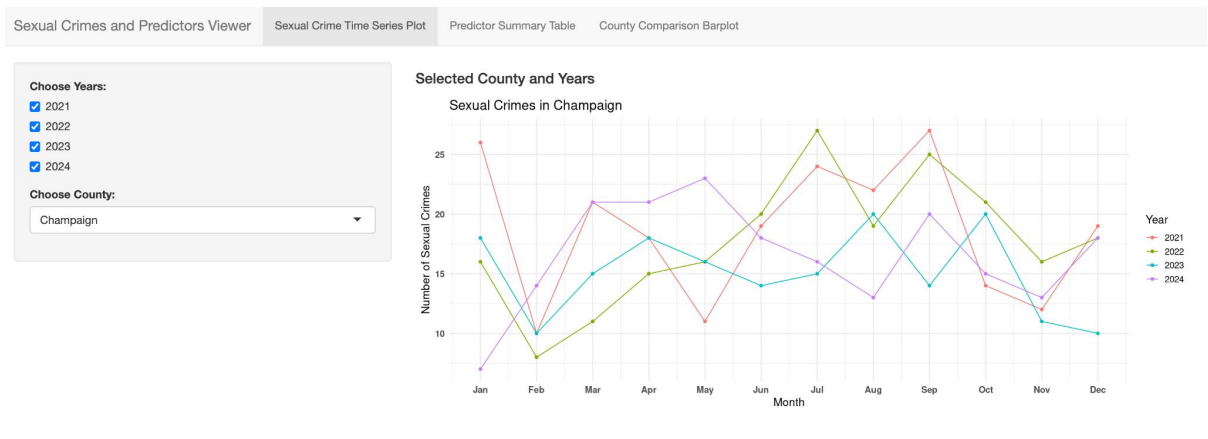 Sexual Crimes and Predictors Viewer
Sexual Crime Time Series Plot
Predictor Summary Table
County Comparison Barplot
Choose Years:
2021
2022
2023
2024
Choose County:
Champaign
Selected County and Years
Sexual Crimes in Champaign
Number of Sexual Crimes
25
20
15
10
Jan Feb Mar Apr May Jun Jul Aug Sep Oct Nov Dec
Month
Year
2021
2022
2023
2024